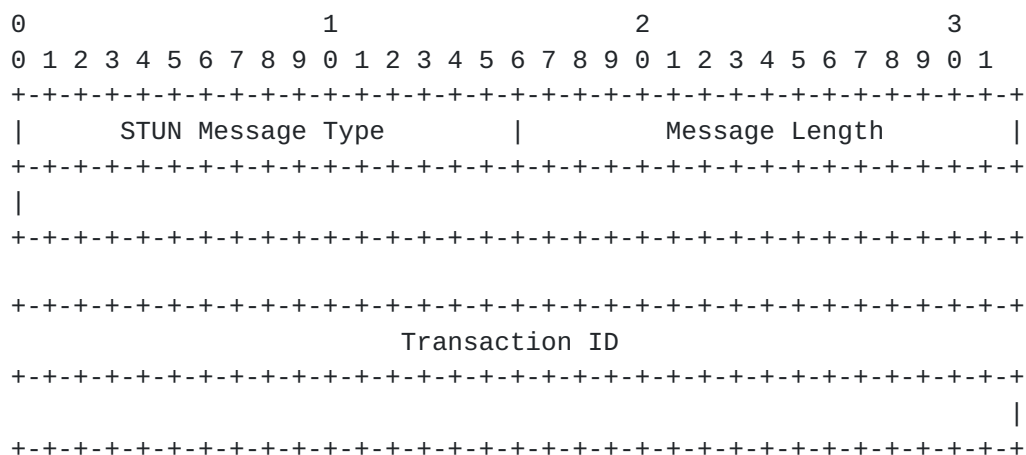 0                   1                   2                   3
0 1 2 3 4 5 6 7 8 9 0 1 2 3 4 5 6 7 8 9 0 1 2 3 4 5 6 7 8 9 0 1
+-+-+-+-+-+-+-+-+-+-+-+-+-+-+-+-+-+-+-+-+-+-+-+-+-+-+-+-+-+-+-+-+
|      STUN Message Type        |         Message Length        |
+-+-+-+-+-+-+-+-+-+-+-+-+-+-+-+-+-+-+-+-+-+-+-+-+-+-+-+-+-+-+-+-+
|
+-+-+-+-+-+-+-+-+-+-+-+-+-+-+-+-+-+-+-+-+-+-+-+-+-+-+-+-+-+-+-+-+

+-+-+-+-+-+-+-+-+-+-+-+-+-+-+-+-+-+-+-+-+-+-+-+-+-+-+-+-+-+-+-+-+
                         Transaction ID
+-+-+-+-+-+-+-+-+-+-+-+-+-+-+-+-+-+-+-+-+-+-+-+-+-+-+-+-+-+-+-+-+
                                                                |
+-+-+-+-+-+-+-+-+-+-+-+-+-+-+-+-+-+-+-+-+-+-+-+-+-+-+-+-+-+-+-+-+